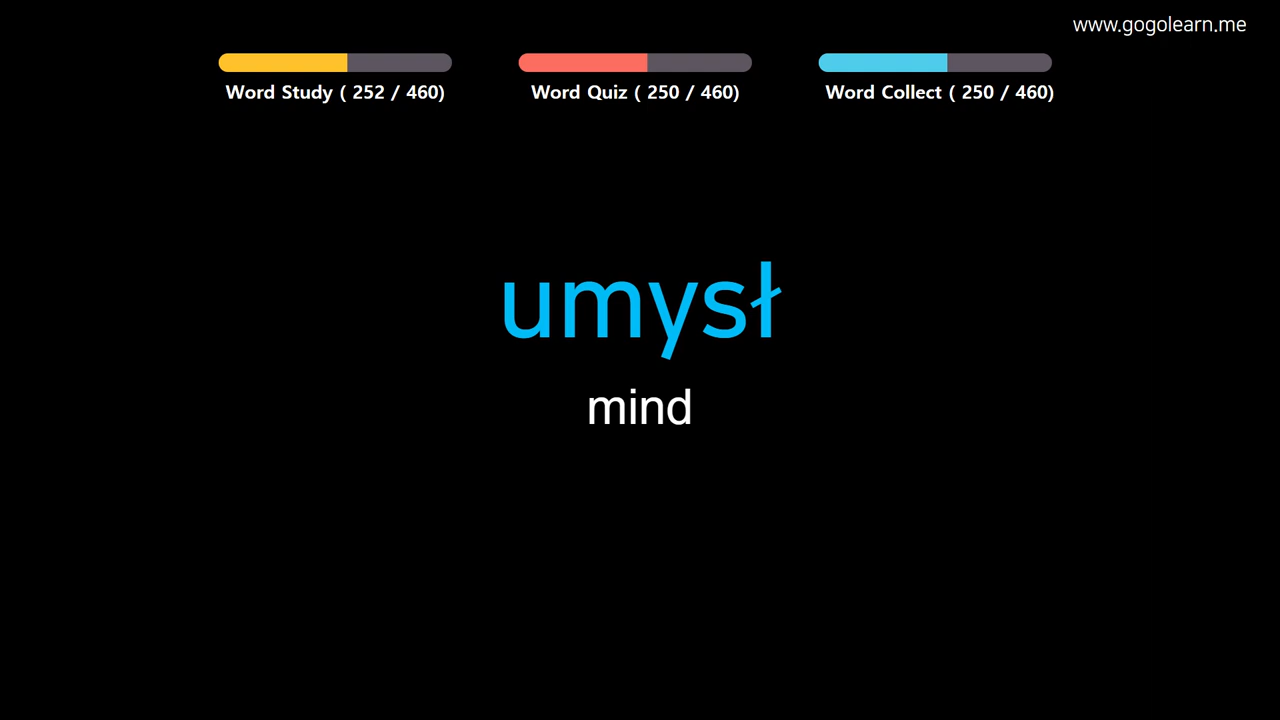 www.gogolearn.me
Word Study ( 252 / 460)
Word Quiz ( 250 / 460)
Word Collect ( 250 / 460)
umysł
mind